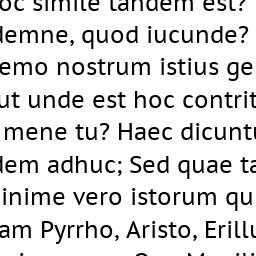 oc simile tandem est?
demne, quod iucunde?
emo nostrum istius ge
ut unde est hoc contrit
mene tu? Haec dicuntu
dem adhuc; Sed quae ta
inime vero istorum qu
am Pyrrho, Aristo, Erillu